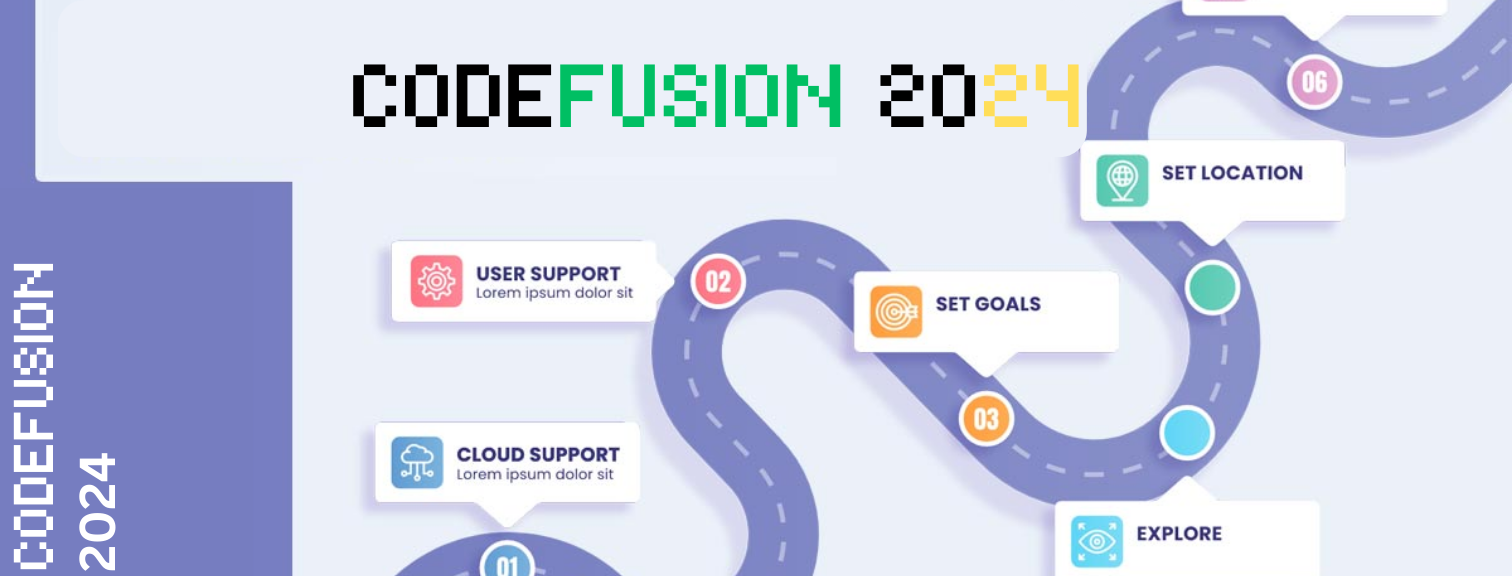 CODEFUSION 2024
06
SET LOCATION
USER SUPPORT
Lorem ipsum dolor sit
02
SET GOALS
03
CLOUD SUPPORT
Lorem ipsum dolor sit
01
EXPLORE
CODEFUSION
2024